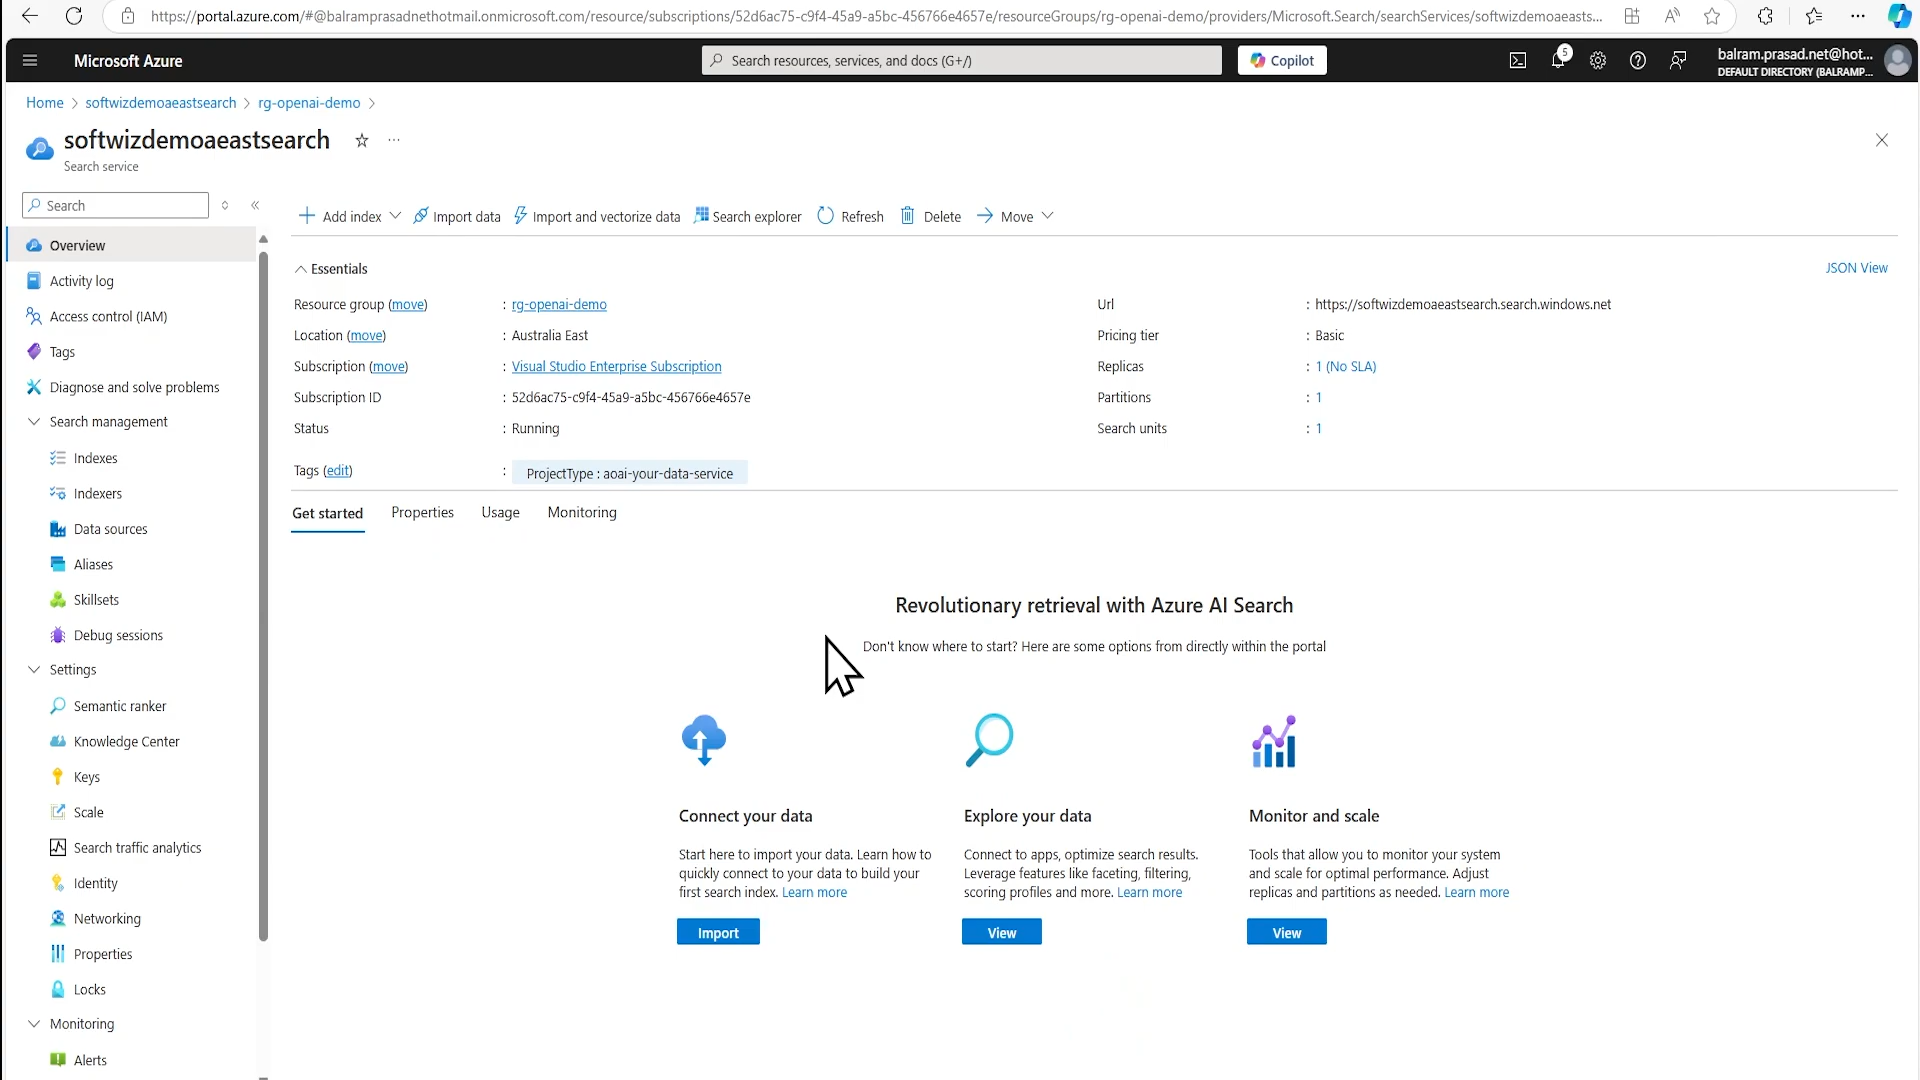 https://portal.azure.com/#@balramprasadnethotmail.onmicrosoft.com/resource/subscriptions/52d6ac75-c9f4-45a9-a5bc-456766e4657e/resourceGroups/rg-openai-demo/providers/Microsoft.Search/searchServices/softwizdemoaeasts...
Microsoft Azure
Search resources, services, and docs (G+/)
Copilot
5
balram.prasad.net@hot...
DEFAULT DIRECTORY (BALRAMP...
Home > softwizdemoaeastsearch > rg-openai-demo >
softwizdemoaeastsearch
Search service
Search
Add index
Import data
Import and vectorize data
Search explorer
Refresh
Delete
Move
Overview
Activity log
Access control (IAM)
Tags
Diagnose and solve problems
Search management
Indexes
Indexers
Data sources
Aliases
Skillsets
Debug sessions
Settings
Semantic ranker
Knowledge Center
Keys
Scale
Search traffic analytics
Identity
Networking
Properties
Locks
Monitoring
Alerts
Essentials
JSON View
Resource group (move) : rg-openai-demo
Location (move) : Australia East
Subscription (move) : Visual Studio Enterprise Subscription
Subscription ID : 52d6ac75-c9f4-45a9-a5bc-456766e4657e
Status : Running
Tags (edit) : ProjectType : aoai-your-data-service
Url : https://softwizdemoaeastsearch.search.windows.net
Pricing tier : Basic
Replicas : 1 (No SLA)
Partitions : 1
Search units : 1
Get started
Properties
Usage
Monitoring
Revolutionary retrieval with Azure AI Search
Don't know where to start? Here are some options from directly within the portal
Connect your data
Start here to import your data. Learn how to
quickly connect to your data to build your
first search index. Learn more
Import
Explore your data
Connect to apps, optimize search results.
Leverage features like faceting, filtering,
scoring profiles and more. Learn more
View
Monitor and scale
Tools that allow you to monitor your system
and scale for optimal performance. Adjust
replicas and partitions as needed. Learn more
View